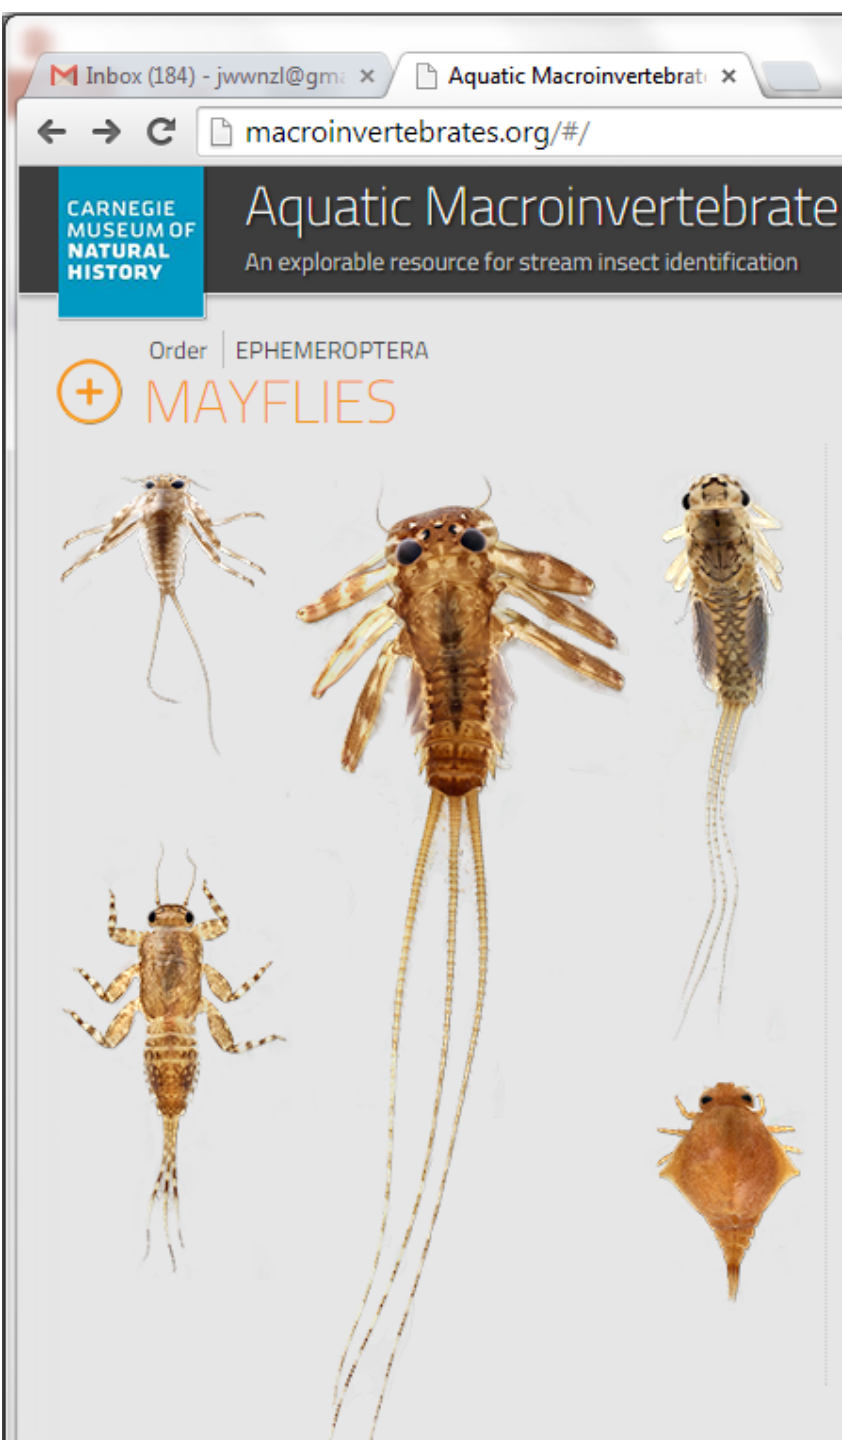 Inbox (184) - jwwnzl@gma
Aquatic Macroinvertebrat
macroinvertebrates.org/#/
CARNEGIE
MUSEUM OF
NATURAL
HISTORY
Aquatic Macroinvertebrate
An explorable resource for stream insect identification
Order EPHEMEROPTERA
MAYFLIES